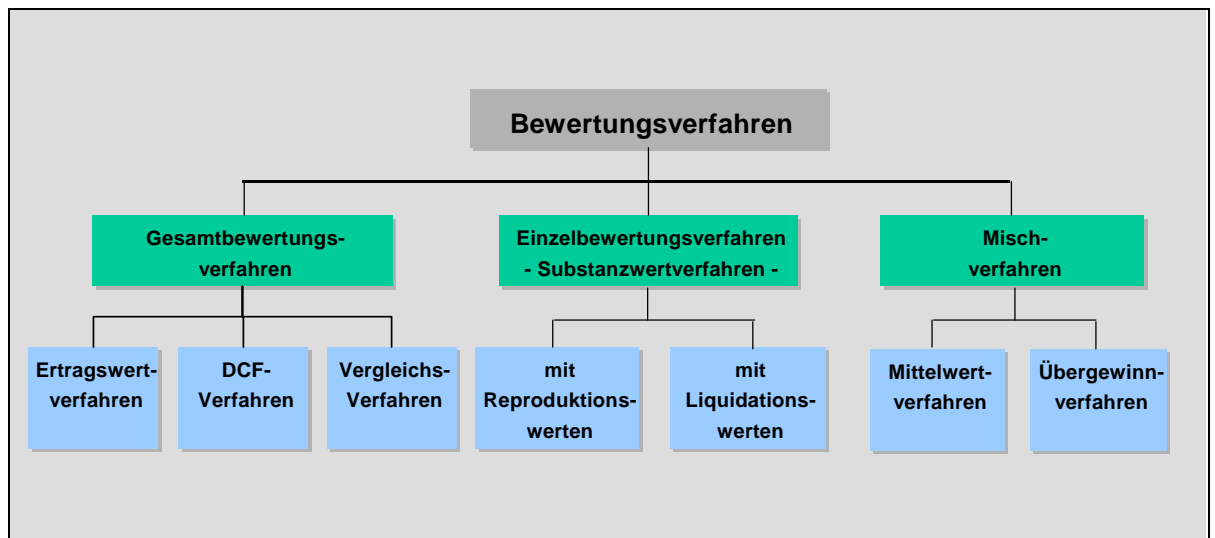 Bewertungsverfahren
Gesamtbewertungs-
verfahren
Einzelbewertungsverfahren
- Substanzwertverfahren -
Misch-
verfahren
Ertragswert-
verfahren
DCF-
Verfahren
Vergleichs-
Verfahren
mit
Reproduktions-
werten
mit
Liquidations-
werten
Mittelwert-
verfahren
Übergewinn-
verfahren